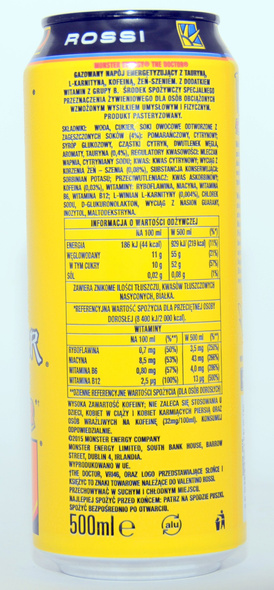 ROSSI
MONSTER ENERGY THE DOCTOR
GAZOWANY NAPÓJ ENERGETYZUJĄCY Z TAURYNĄ,
L-KARNITYNĄ, KOFEINĄ, ŻEŃ-SZENIEM. Z DODATKIEM
WITAMIN Z GRUPY B. ŚRODEK SPOŻYWCZY SPECJALNEGO
PRZEZNACZENIA ŻYWIENIOWEGO DLA OSÓB OBCIĄŻONYCH
WZMOŻONYM WYSIŁKIEM UMYSŁOWYM I FIZYCZNYM.
PRODUKT PASTERYZOWANY.
SKŁADNIKI: WODA, CUKIER, SOKI OWOCOWE ODTWORZONE Z
ZAGĘSZCZONYCH SOKÓW (4%): POMARAŃCZOWY, CYTRYNOWY;
SYROP GLUKOZOWY, CZĄSTKI CYTRYN, DWUTLENEK WĘGLA,
AROMATY, TAURYNA (0,4%), REGULATORY KWASOWOŚCI: MLECZAN
WAPNIA, CYTRYNIANY SODU; KWAS: KWAS CYTRYNOWY; WYCIĄG Z
KORZENIA ŻEŃ - SZENIA (0,08%), SUBSTANCJA KONSERWUJĄCA:
SORBINIAN POTASU; PRZECIWUTLENIACZ: KWAS ASKORBINOWY,
KOFEINA (0,03%), WITAMINY: RYBOFLAWINA, NIACYNA, WITAMINA
B6, WITAMINA B12; L-WINIAN L-KARNITYNY (0,004%), CHLOREK
SODU, D-GLUKURONOLAKTON, WYCIĄG Z NASION GUARANY,
INOZYTOL, MALTODEKSTRYNA.
INFORMACJA O WARTOŚCI ODŻYWCZEJ
NA 100 ml W 500 ml (%*)
ENERGIA 186 kJ (44 kcal) 929 kJ (219 kcal) (11%)
WĘGLOWODANY 11 g 55 g (21%)
W TYM CUKRY 10 g 52 g (57%)
SÓL 0,02 g 0,08 g (1%)
ZAWIERA ZNIKOME ILOŚCI TŁUSZCZU, KWASÓW TŁUSZCZOWYCH
NASYCONYCH, BIAŁKA.
*REFERENCYJNA WARTOŚĆ SPOŻYCIA DLA PRZECIĘTNEJ OSOBY
DOROSŁEJ (8 400 kJ/2 000 kcal).
WITAMINY
NA 100 ml (%**) W 500 ml (%**)
RYBOFLAWINA 0,7 mg (50%) 3,5 mg (250%)
NIACYNA 8,5 mg (53%) 43 mg (266%)
WITAMINA B6 0,80 mg (57%) 4,0 mg (286%)
WITAMINA B12 2,5 µg (100%) 13 µg (500%)
**DZIENNE REFERENCYJNE WARTOŚCI SPOŻYCIA (DLA OSÓB DOROSŁYCH)
WYSOKA ZAWARTOŚĆ KOFEINY; NIE ZALECA SIĘ STOSOWANIA U
DZIECI, KOBIET W CIĄŻY I KOBIET KARMIĄCYCH PIERSIĄ ORAZ
OSÓB WRAŻLIWYCH NA KOFEINĘ (32mg/100ml). KONSUMUJ
ODPOWIEDZIALNIE.
©2015 MONSTER ENERGY COMPANY
MONSTER ENERGY LIMITED, SOUTH BANK HOUSE, BARROW
STREET, DUBLIN 4, IRLANDIA.
WYPRODUKOWANO W UE.
†THE DOCTOR, VR|46, ORAZ LOGO PRZEDSTAWIAJĄCE SŁOŃCE I
KSIĘŻYC TO ZNAKI TOWAROWE NALEŻĄCE DO VALENTINO ROSSI.
PRZECHOWYWAĆ W SUCHYM I CHŁODNYM MIEJSCU.
NAJLEPIEJ SPOŻYĆ PRZED KOŃCEM: PATRZ NA SPODZIE PUSZKI.
SPOŻYĆ BEZPOŚREDNIO PO OTWARCIU.
500ml e alu